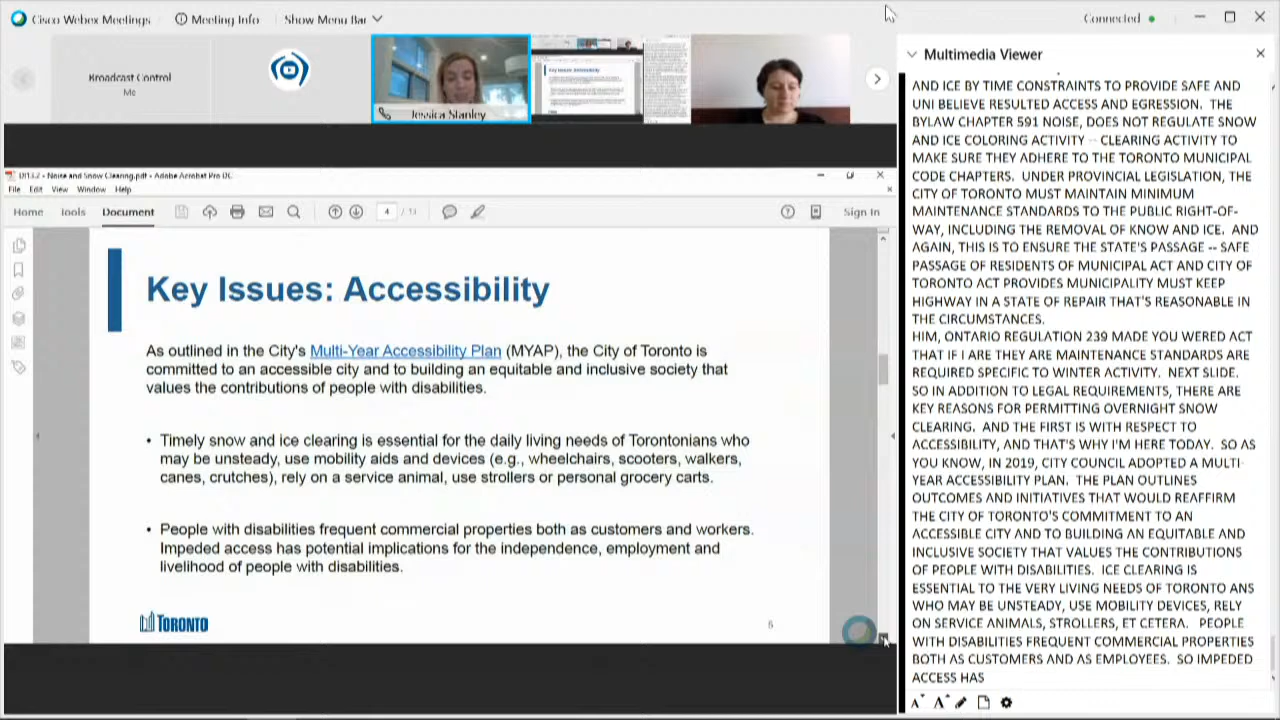 Cisco Webex Meetings
Meeting Info
Show Menu Bar
Connected
Broadcast Control
Me
Jessica Stanley
Key Issues: Accessibility
DI13.2 - Noise and Snow Clearing.pdf - Adobe Acrobat Pro DC
File Edit View Window Help
Home Tools Document
4 / 13
Sign In
Key Issues: Accessibility
As outlined in the City's Multi-Year Accessibility Plan (MYAP), the City of Toronto is
committed to an accessible city and to building an equitable and inclusive society that
values the contributions of people with disabilities.
• Timely snow and ice clearing is essential for the daily living needs of Torontonians who
may be unsteady, use mobility aids and devices (e.g., wheelchairs, scooters, walkers,
canes, crutches), rely on a service animal, use strollers or personal grocery carts.
• People with disabilities frequent commercial properties both as customers and workers.
Impeded access has potential implications for the independence, employment and
livelihood of people with disabilities.
TORONTO
Multimedia Viewer
AND ICE BY TIME CONSTRAINTS TO PROVIDE SAFE AND
UNI BELIEVE RESULTED ACCESS AND EGRESSION. THE
BYLAW CHAPTER 591 NOISE, DOES NOT REGULATE SNOW
AND ICE COLORING ACTIVITY -- CLEARING ACTIVITY TO
MAKE SURE THEY ADHERE TO THE TORONTO MUNICIPAL
CODE CHAPTERS. UNDER PROVINCIAL LEGISLATION, THE
CITY OF TORONTO MUST MAINTAIN MINIMUM
MAINTENANCE STANDARDS TO THE PUBLIC RIGHT-OF-
WAY, INCLUDING THE REMOVAL OF KNOW AND ICE. AND
AGAIN, THIS IS TO ENSURE THE STATE'S PASSAGE -- SAFE
PASSAGE OF RESIDENTS OF MUNICIPAL ACT AND CITY OF
TORONTO ACT PROVIDES MUNICIPALITY MUST KEEP
HIGHWAY IN A STATE OF REPAIR THAT'S REASONABLE IN
THE CIRCUMSTANCES.
HIM, ONTARIO REGULATION 239 MADE YOU WERED ACT
THAT IF I ARE THEY ARE MAINTENANCE STANDARDS ARE
REQUIRED SPECIFIC TO WINTER ACTIVITY. NEXT SLIDE.
SO IN ADDITION TO LEGAL REQUIREMENTS, THERE ARE
KEY REASONS FOR PERMITTING OVERNIGHT SNOW
CLEARING. AND THE FIRST IS WITH RESPECT TO
ACCESSIBILITY, AND THAT'S WHY I'M HERE TODAY. SO AS
YOU KNOW, IN 2019, CITY COUNCIL ADOPTED A MULTI-
YEAR ACCESSIBILITY PLAN. THE PLAN OUTLINES
OUTCOMES AND INITIATIVES THAT WOULD REAFFIRM
THE CITY OF TORONTO'S COMMITMENT TO AN
ACCESSIBLE CITY AND TO BUILDING AN EQUITABLE AND
INCLUSIVE SOCIETY THAT VALUES THE CONTRIBUTIONS
OF PEOPLE WITH DISABILITIES. ICE CLEARING IS
ESSENTIAL TO THE VERY LIVING NEEDS OF TORONTO ANS
WHO MAY BE UNSTEADY, USE MOBILITY DEVICES, RELY
ON SERVICE ANIMALS, STROLLERS, ET CETERA. PEOPLE
WITH DISABILITIES FREQUENT COMMERCIAL PROPERTIES
BOTH AS CUSTOMERS AND AS EMPLOYEES. SO IMPEDED
ACCESS HAS